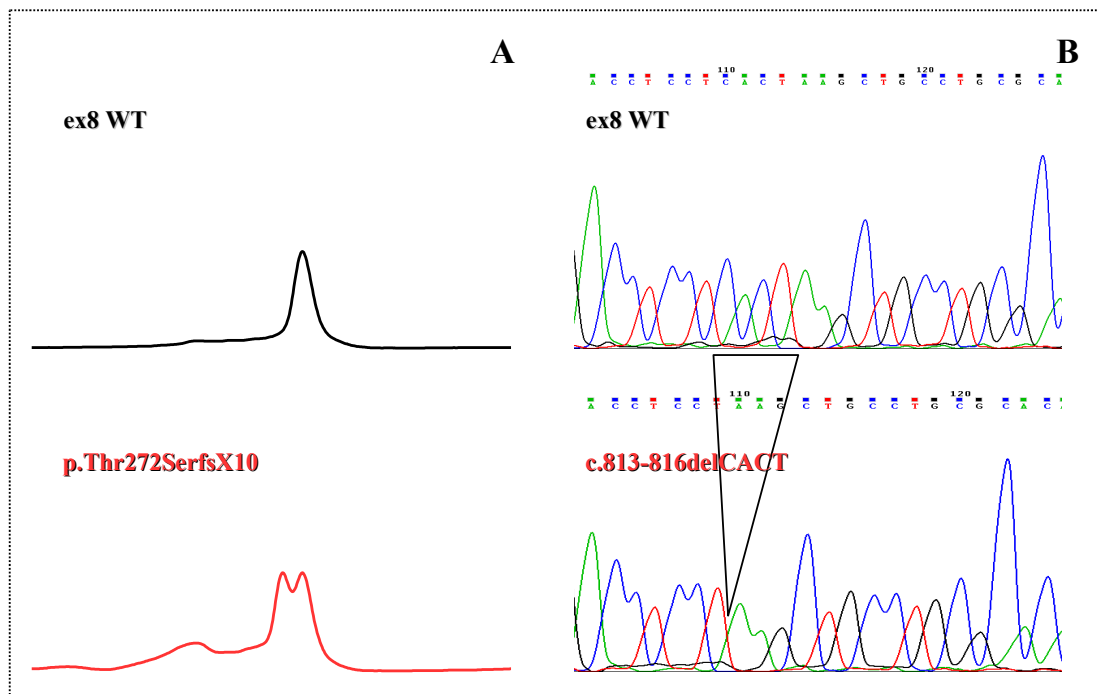 A
B
110 120
A C C T C C T C A C T A A G C T G C C T G C G C A
ex8 WT
ex8 WT
110 120
A C C T C C T A A G C T G C C T G C G C A C
p.Thr272SerfsX10
c.813-816delCACT